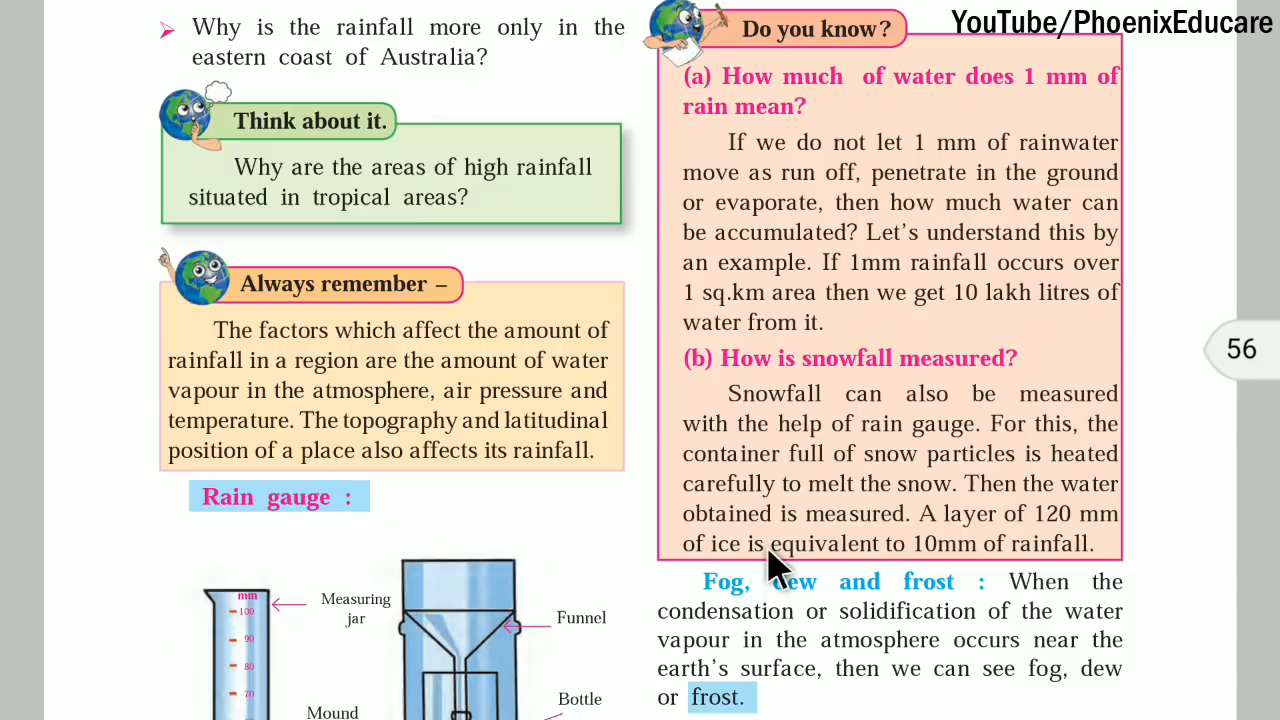 YouTube/PhoenixEducare
➢ Why is the rainfall more only in the
eastern coast of Australia?
Think about it.
Why are the areas of high rainfall
situated in tropical areas?
Always remember –
The factors which affect the amount of
rainfall in a region are the amount of water
vapour in the atmosphere, air pressure and
temperature. The topography and latitudinal
position of a place also affects its rainfall.
Rain gauge :
mm
100
90
80
70
Measuring
jar
Mound
Funnel
Bottle
Do you know?
(a) How much of water does 1 mm of
rain mean?
If we do not let 1 mm of rainwater
move as run off, penetrate in the ground
or evaporate, then how much water can
be accumulated? Let's understand this by
an example. If 1mm rainfall occurs over
1 sq.km area then we get 10 lakh litres of
water from it.
(b) How is snowfall measured?
Snowfall can also be measured
with the help of rain gauge. For this, the
container full of snow particles is heated
carefully to melt the snow. Then the water
obtained is measured. A layer of 120 mm
of ice is equivalent to 10mm of rainfall.
Fog, dew and frost : When the
condensation or solidification of the water
vapour in the atmosphere occurs near the
earth's surface, then we can see fog, dew
or frost.
56